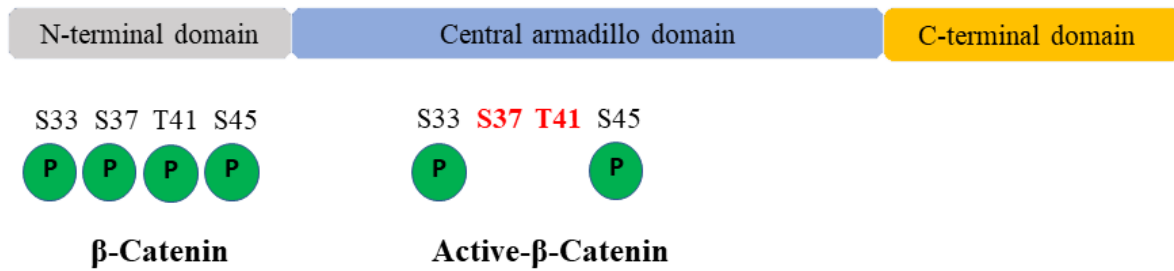 N-terminal domain Central armadillo domain C-terminal domain
S33 S37 T41 S45 S33 S37 T41 S45
P P P P P P
β-Catenin Active-β-Catenin